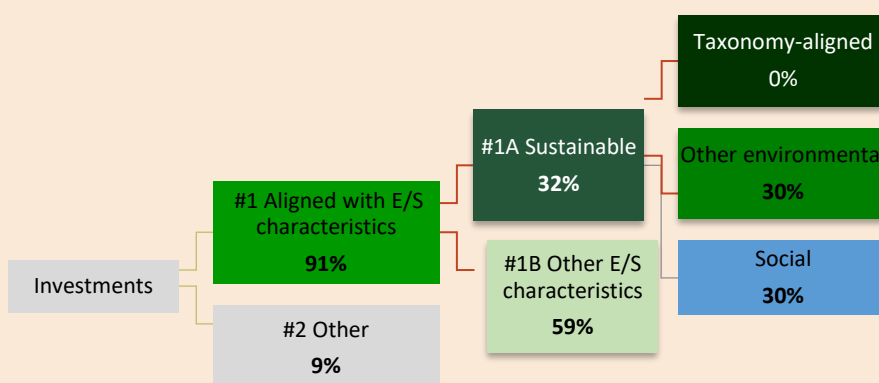 Taxonomy-aligned
0%
#1A Sustainable
32%
Other environmenta
30%
#1 Aligned with E/S
characteristics
91%
#1B Other E/S
characteristics
59%
Social
30%
Investments
#2 Other
9%